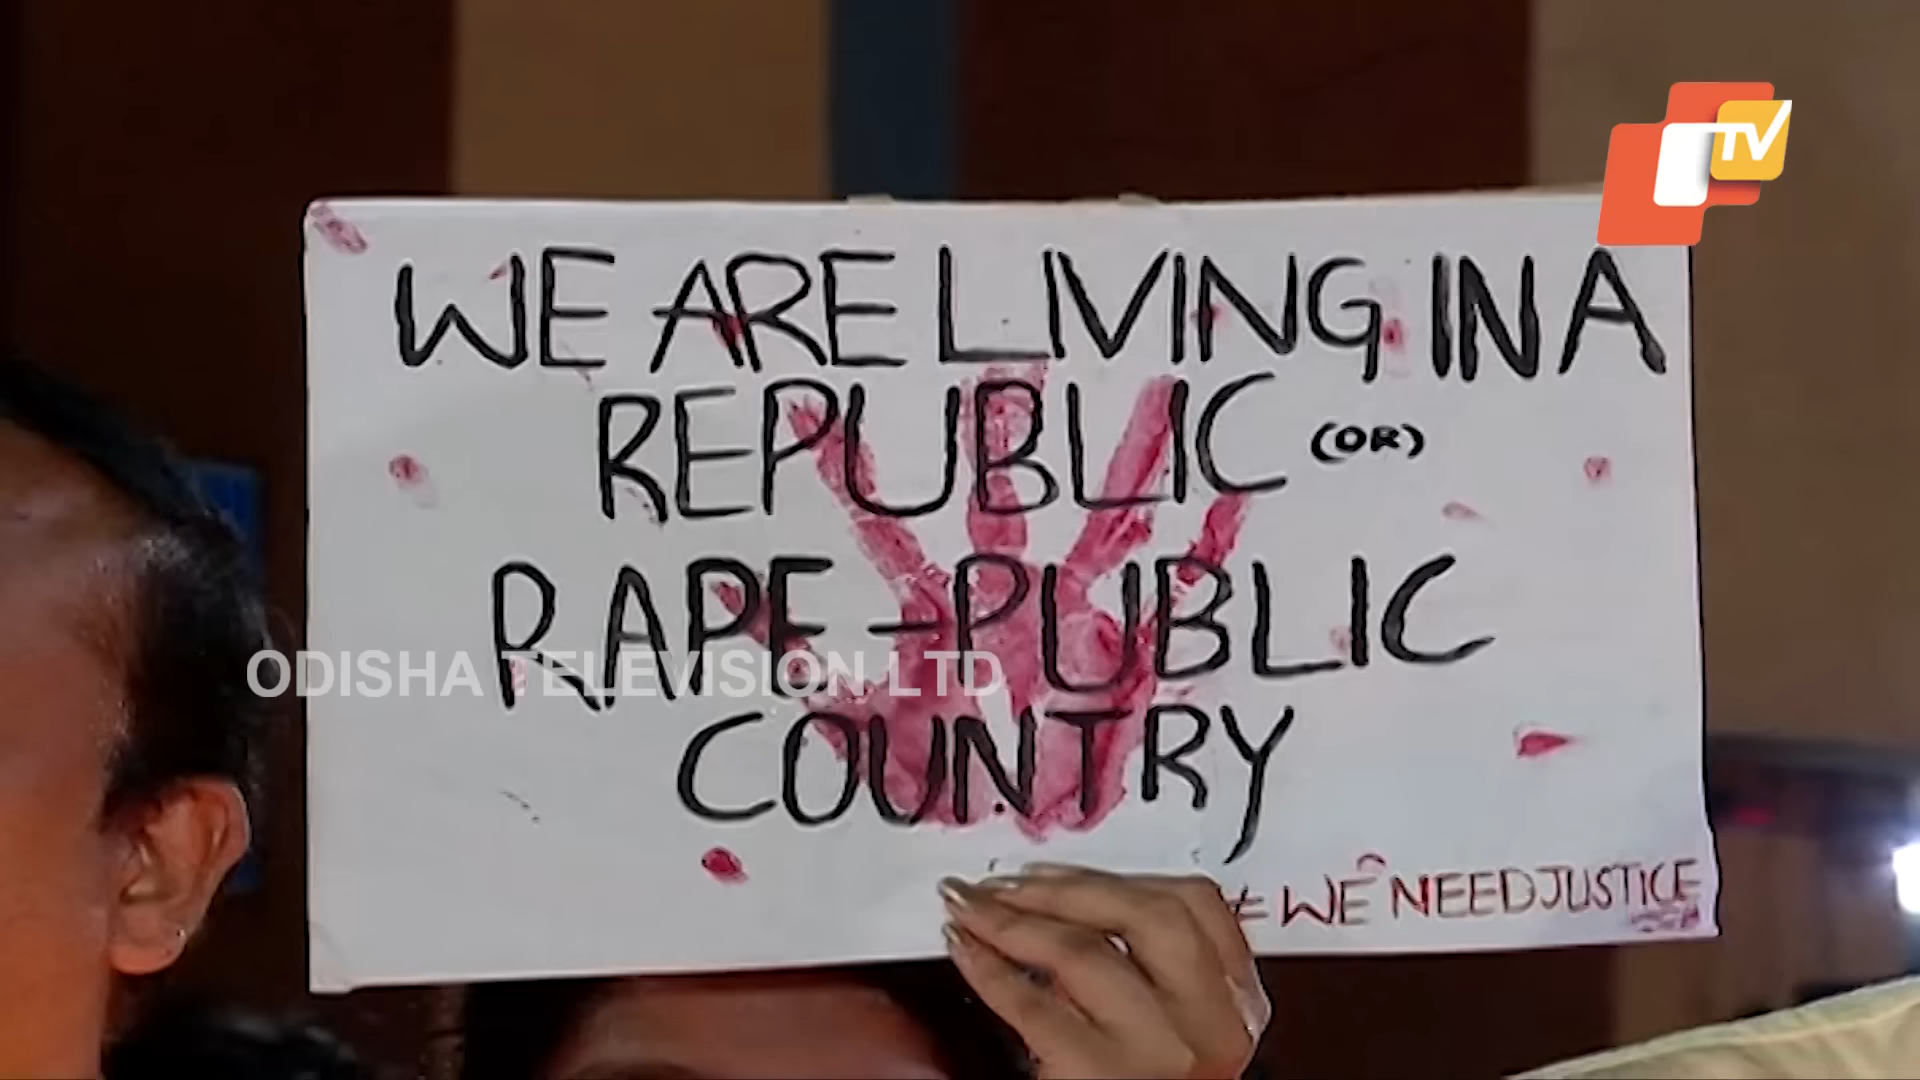 TV
WE ARE LIVING IN A
REPUBLIC (OR)
RAPE-PUBLIC
ODISHA TELEVISION LTD
COUNTRY
# WE NEED JUSTICE